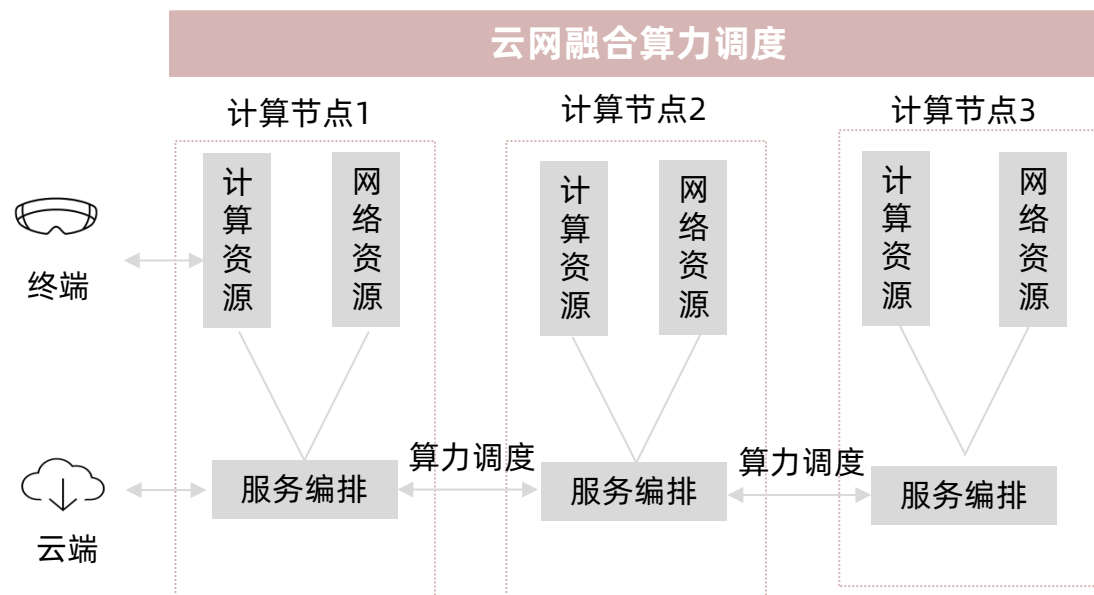 云网融合算力调度
计算节点1
计算节点2
计算节点3
计算资源
网络资源
计算资源
网络资源
计算资源
网络资源
终端
算力调度
算力调度
服务编排
服务编排
服务编排
云端